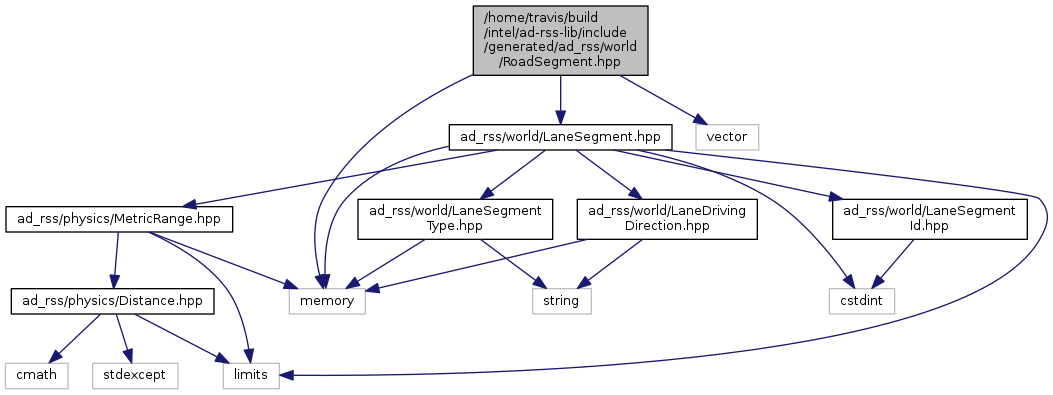 /home/travis/build
/intel/ad-rss-lib/include
/generated/ad_rss/world
/RoadSegment.hpp
ad_rss/world/LaneSegment.hpp
vector
ad_rss/physics/MetricRange.hpp
ad_rss/world/LaneSegment
Type.hpp
ad_rss/world/LaneDriving
Direction.hpp
ad_rss/world/LaneSegment
Id.hpp
ad_rss/physics/Distance.hpp
memory
string
cstdint
cmath
stdexcept
limits